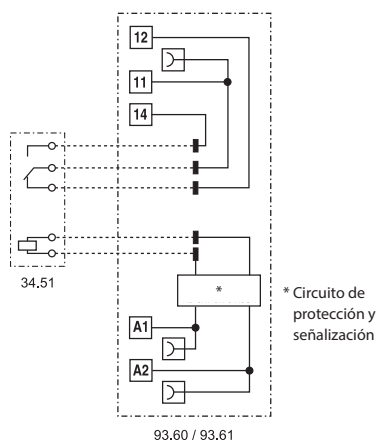 12
11
14
34.51
*
* Circuito de
protección y
señalización
A1
A2
93.60 / 93.61